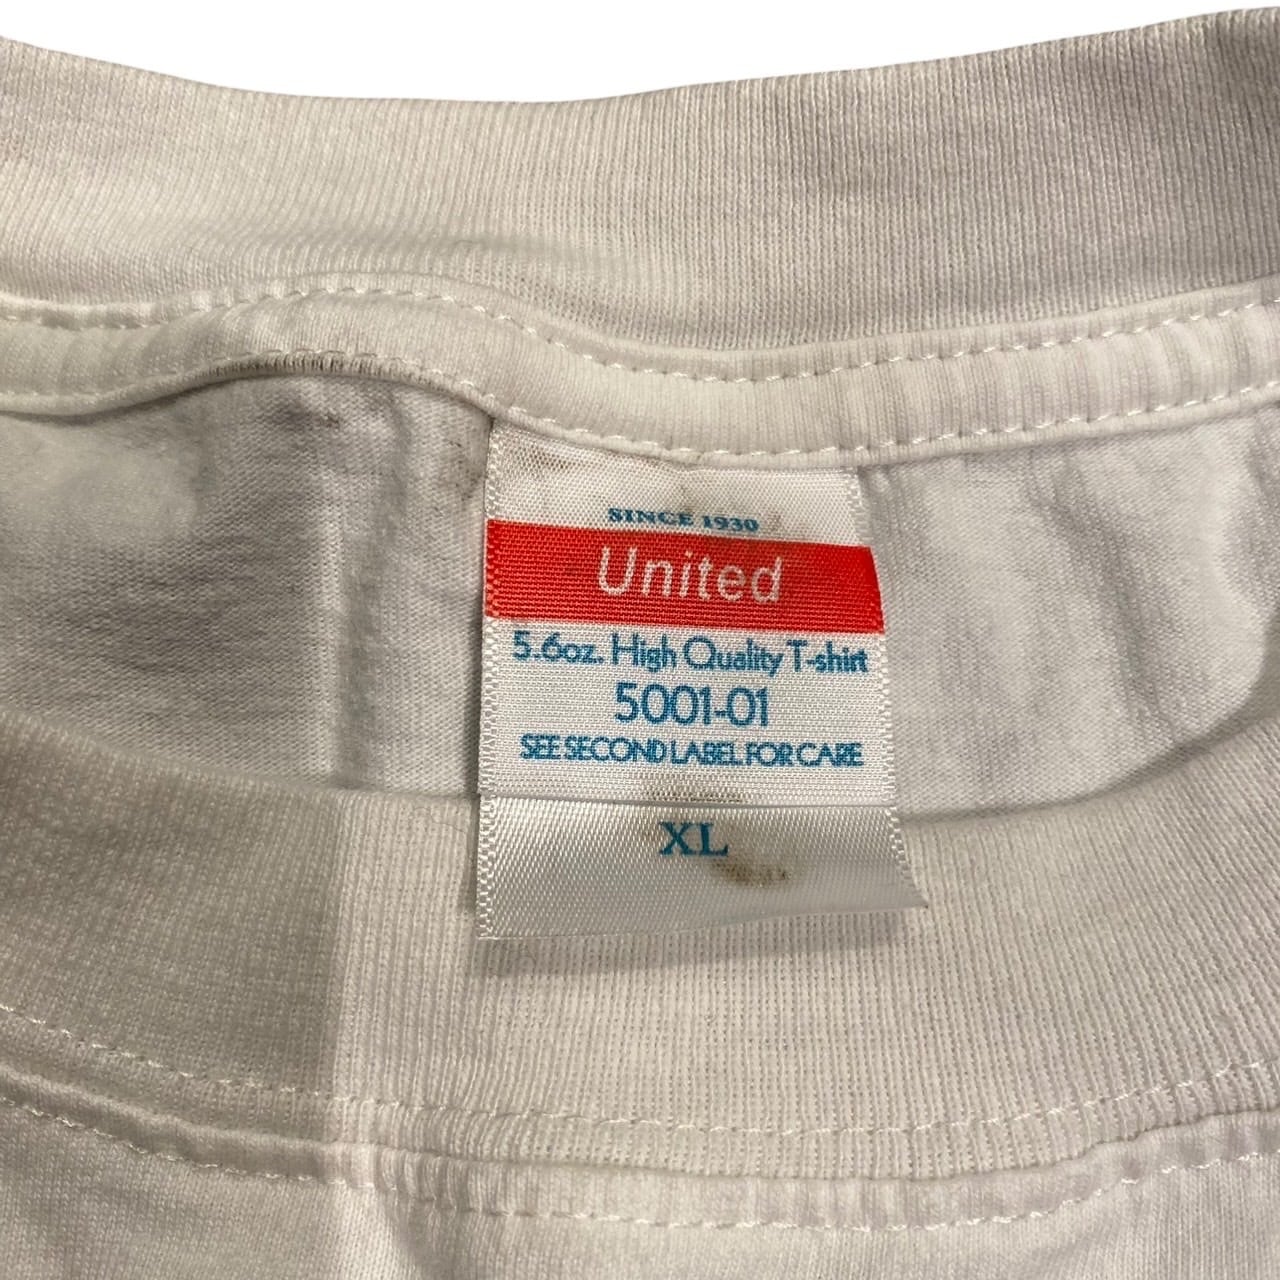 SINCE 1930
United
5.6oz. High Quality T-shirt
5001-01
SEE SECOND LABEL FOR CARE
XL